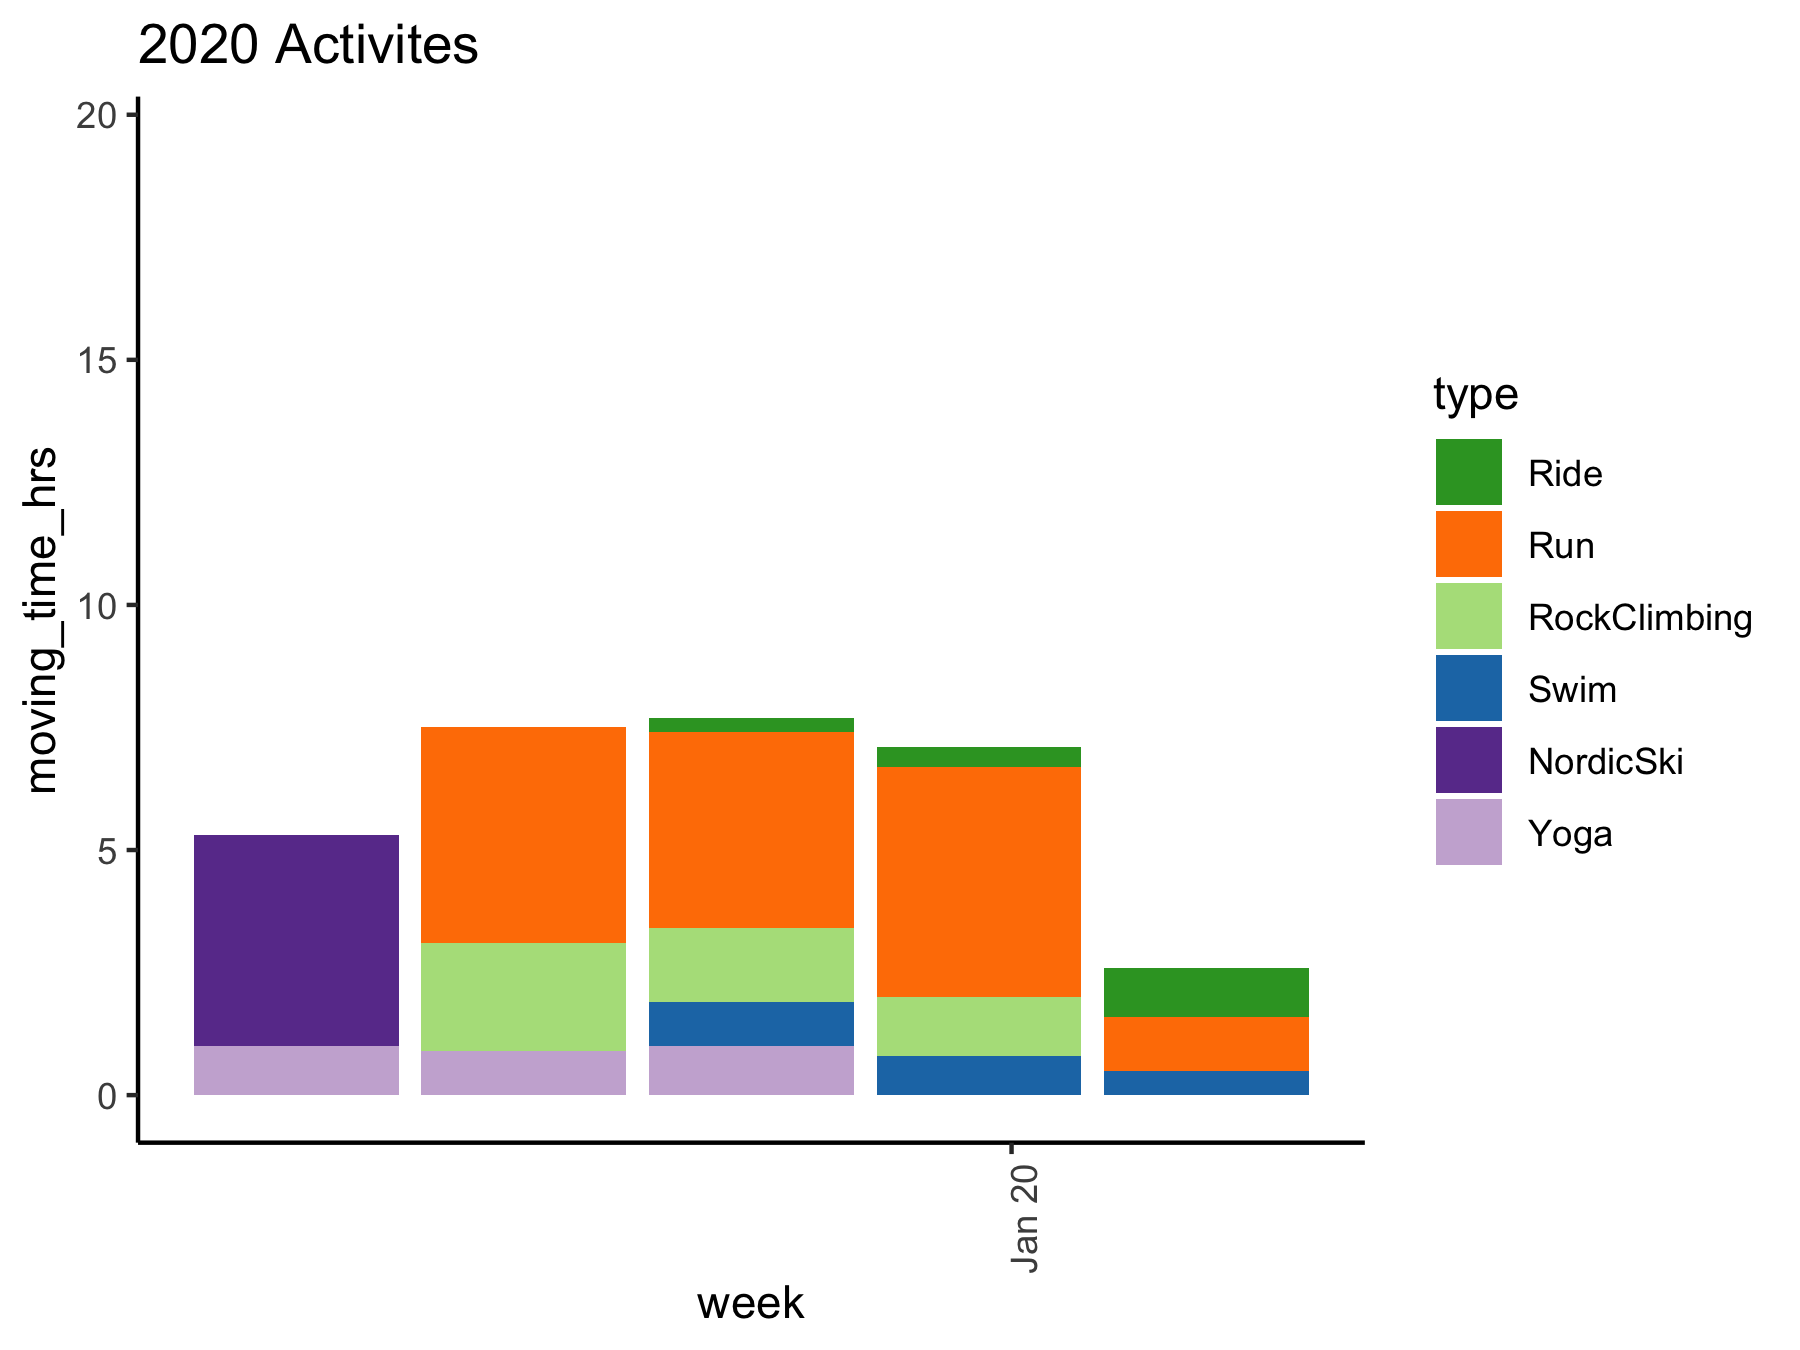 2020 Activites
20
15
10
5
0
moving_time_hrs
Jan 20
week
type
Ride
Run
RockClimbing
Swim
NordicSki
Yoga